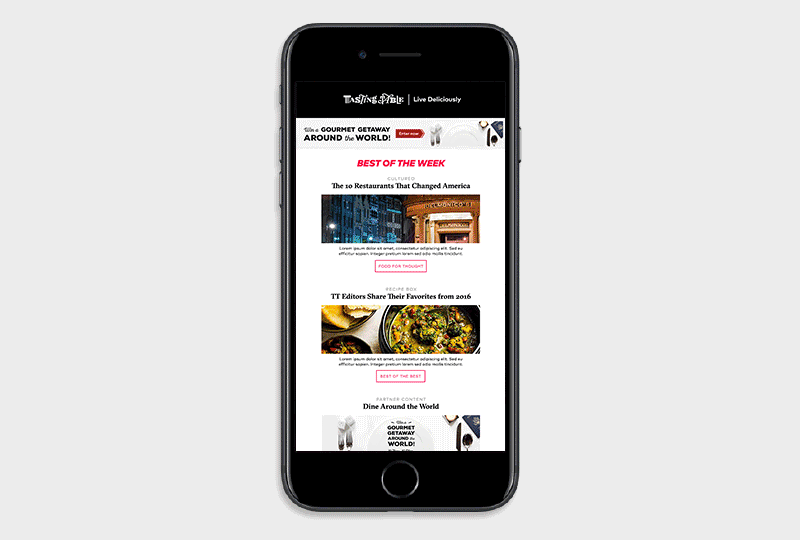 TASTING TABLE | Live Deliciously
Win a GOURMET GETAWAY
AROUND the WORLD!
Enter now
BEST OF THE WEEK
CULTURED
The 10 Restaurants That Changed America
DELMONICO'S
Lorem ipsum dolor sit amet, consectetur adipiscing elit. Sed eu
efficitur sapien. Integer pretium lorem sed odio mollis tincidunt.
FOOD FOR THOUGHT
RECIPE BOX
TT Editors Share Their Favorites from 2016
Lorem ipsum dolor sit amet, consectetur adipiscing elit. Sed eu
efficitur sapien. Integer pretium lorem sed odio mollis tincidunt.
BEST OF THE BEST
PARTNER CONTENT
Dine Around the World
Win a
GOURMET
GETAWAY
AROUND the
WORLD!